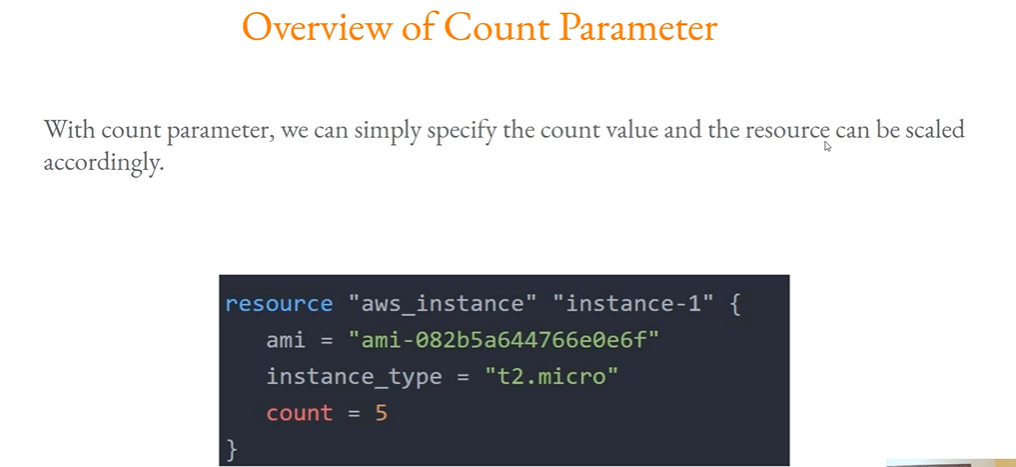 Overview of Count Parameter
With count parameter, we can simply specify the count value and the resource can be scaled
accordingly.
resource "aws_instance" "instance-1" {
ami = "ami-082b5a644766e0e6f"
instance_type = "t2.micro"
count = 5
}